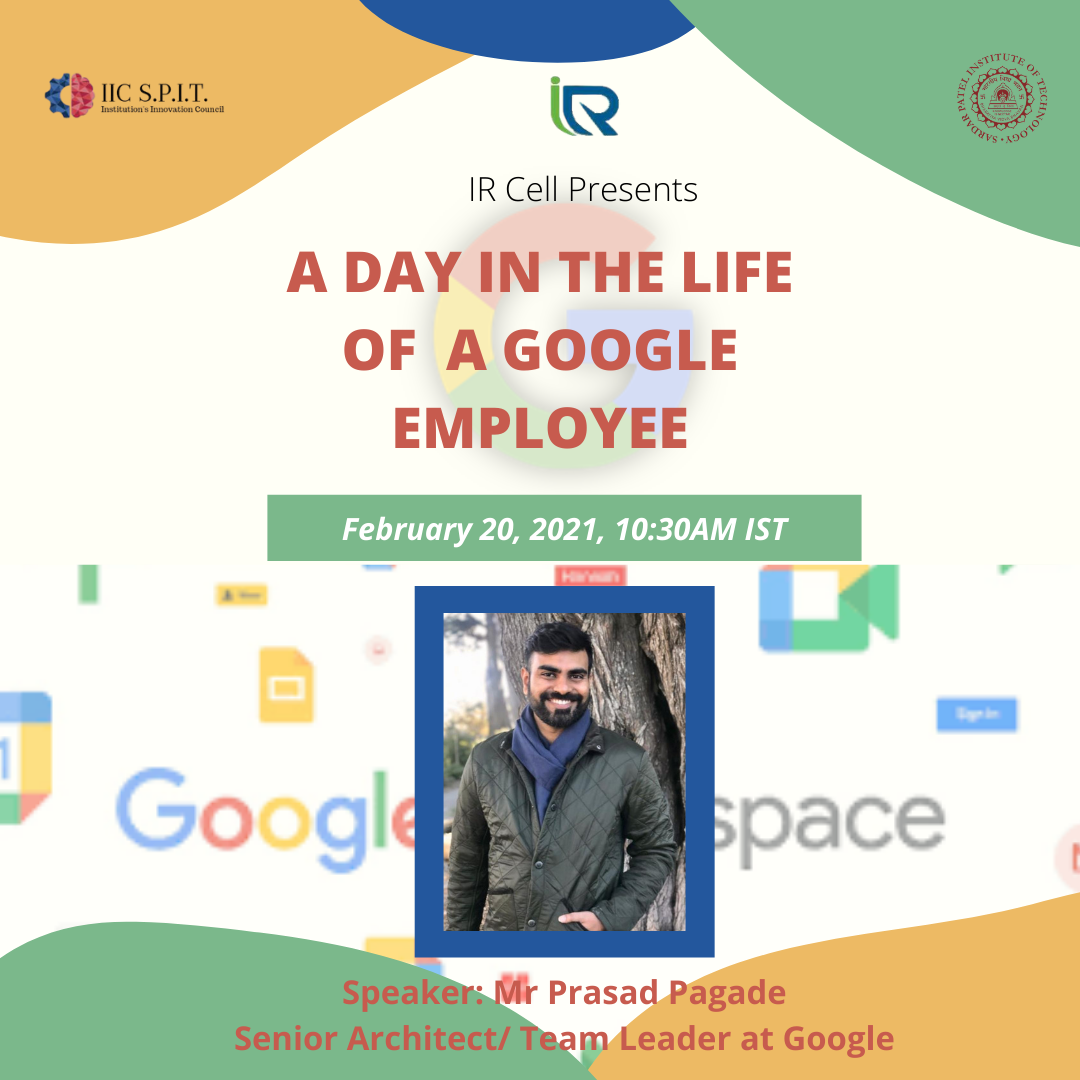 IIC S.P.I.T.
Institution's Innovation Council
iR
SARDAR PATEL INSTITUTE OF TECHNOLOGY
IR Cell Presents
A DAY IN THE LIFE
OF A GOOGLE
EMPLOYEE
February 20, 2021, 10:30AM IST
Sign in
1
Google space
Speaker: Mr Prasad Pagade
Senior Architect/ Team Leader at Google